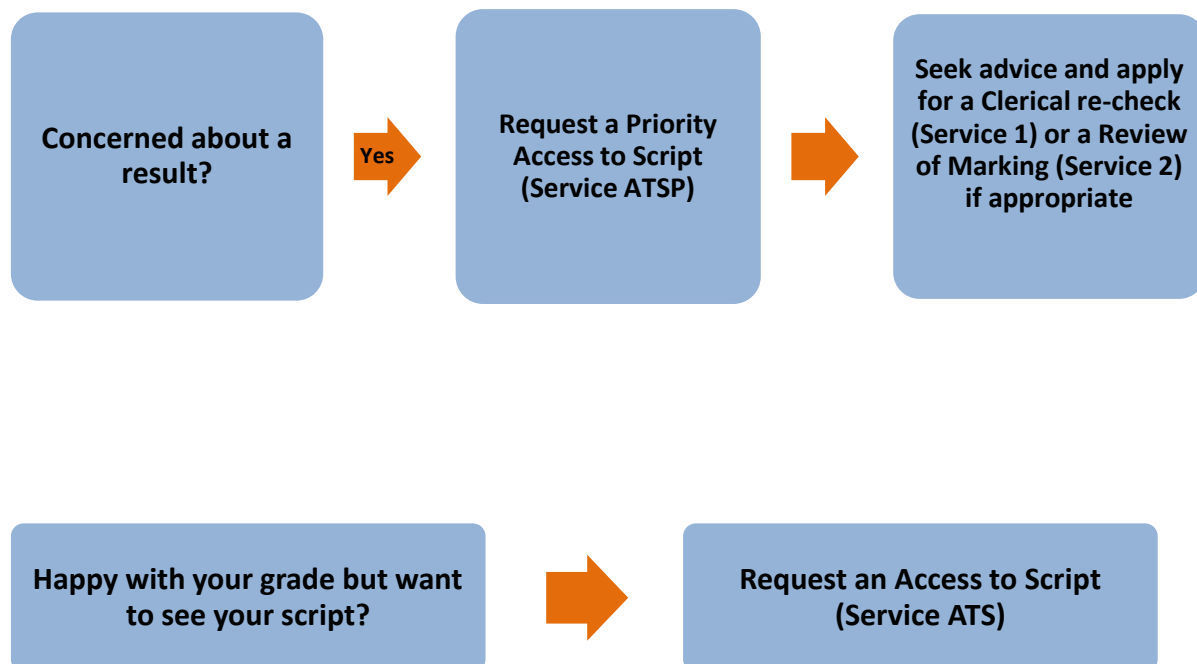 Concerned about a
result?
Yes
Request a Priority
Access to Script
(Service ATSP)
Seek advice and apply
for a Clerical re-check
(Service 1) or a Review
of Marking (Service 2)
if appropriate
Happy with your grade but want
to see your script?
Request an Access to Script
(Service ATS)